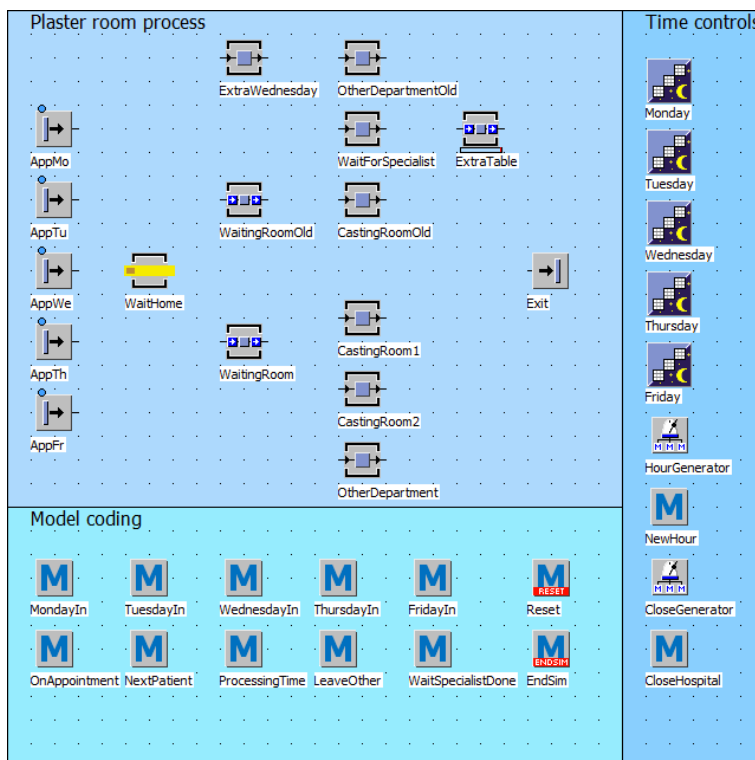 Plaster room process
Time controls
ExtraWednesday OtherDepartmentOld
Monday
AppMo WaitForSpecialist ExtraTable
Tuesday
AppTu WaitingRoomOld CastingRoomOld
Wednesday
AppWe WaitHome Exit
Thursday
CastingRoom1
AppTh WaitingRoom
Friday
CastingRoom2
AppFr
M M M
HourGenerator
OtherDepartment
Model coding
M
NewHour
M M M M M M
RESET
M M M
MondayIn TuesdayIn WednesdayIn ThursdayIn FridayIn Reset
CloseGenerator
M M M M M M
ENDSIM
M
OnAppointment NextPatient ProcessingTime LeaveOther WaitSpecialistDone EndSim
CloseHospital